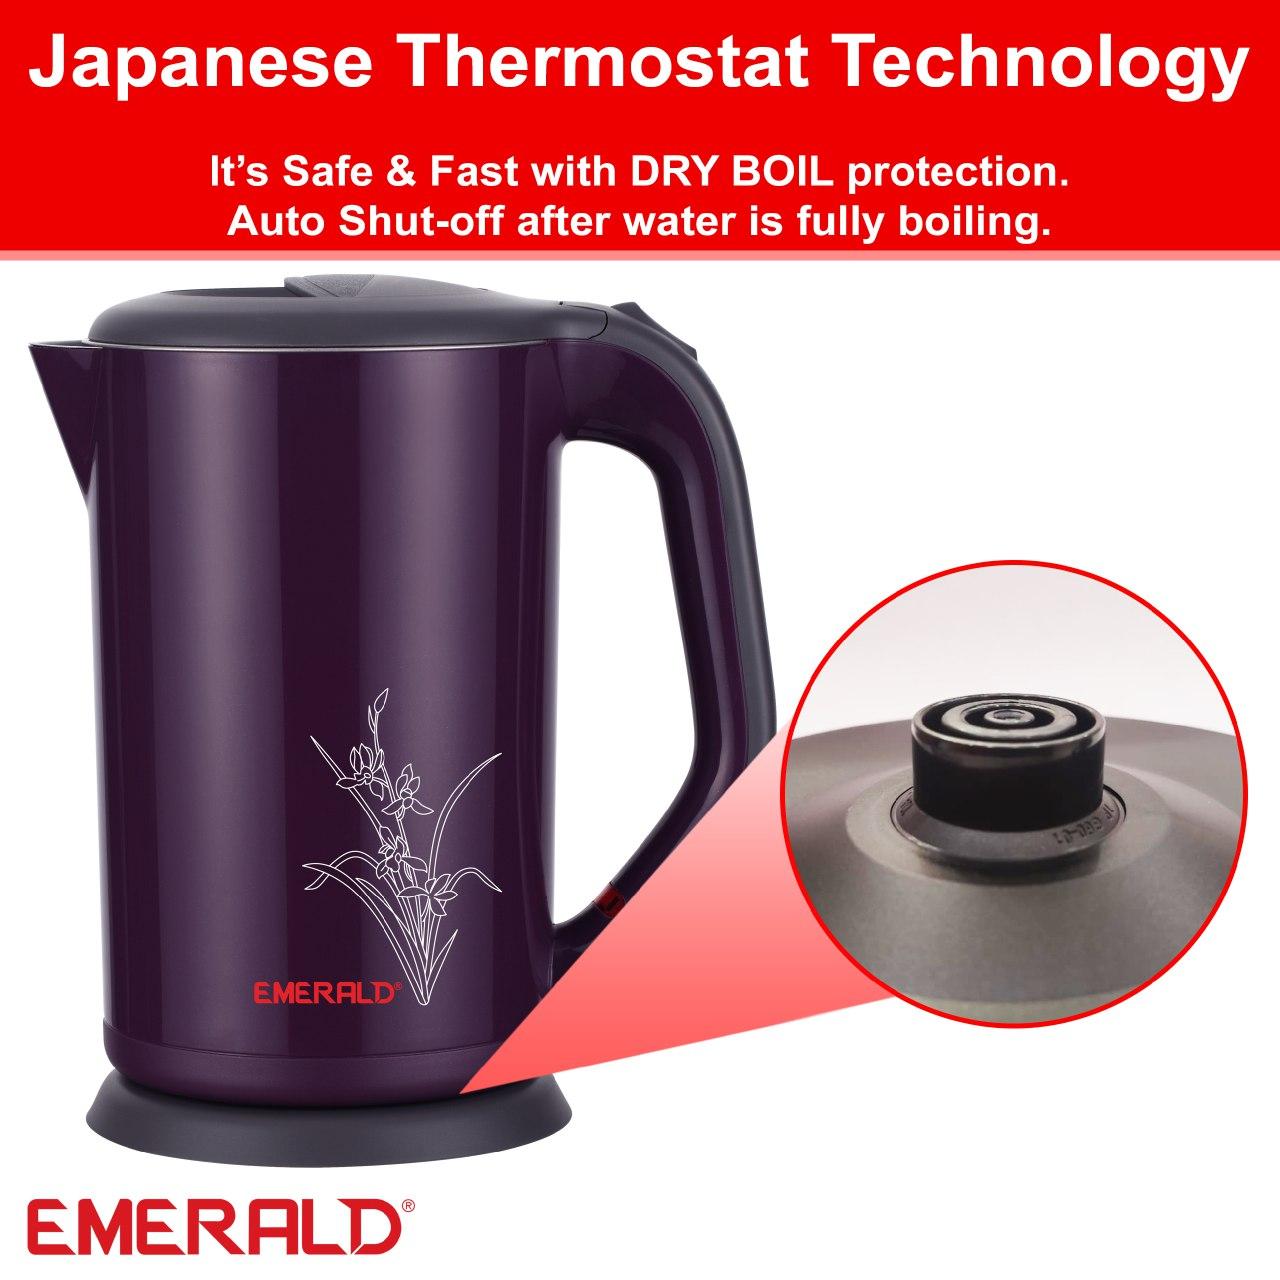 Japanese Thermostat Technology
It’s Safe & Fast with DRY BOIL protection.
Auto Shut-off after water is fully boiling.
EMERALD®
EMERALD®